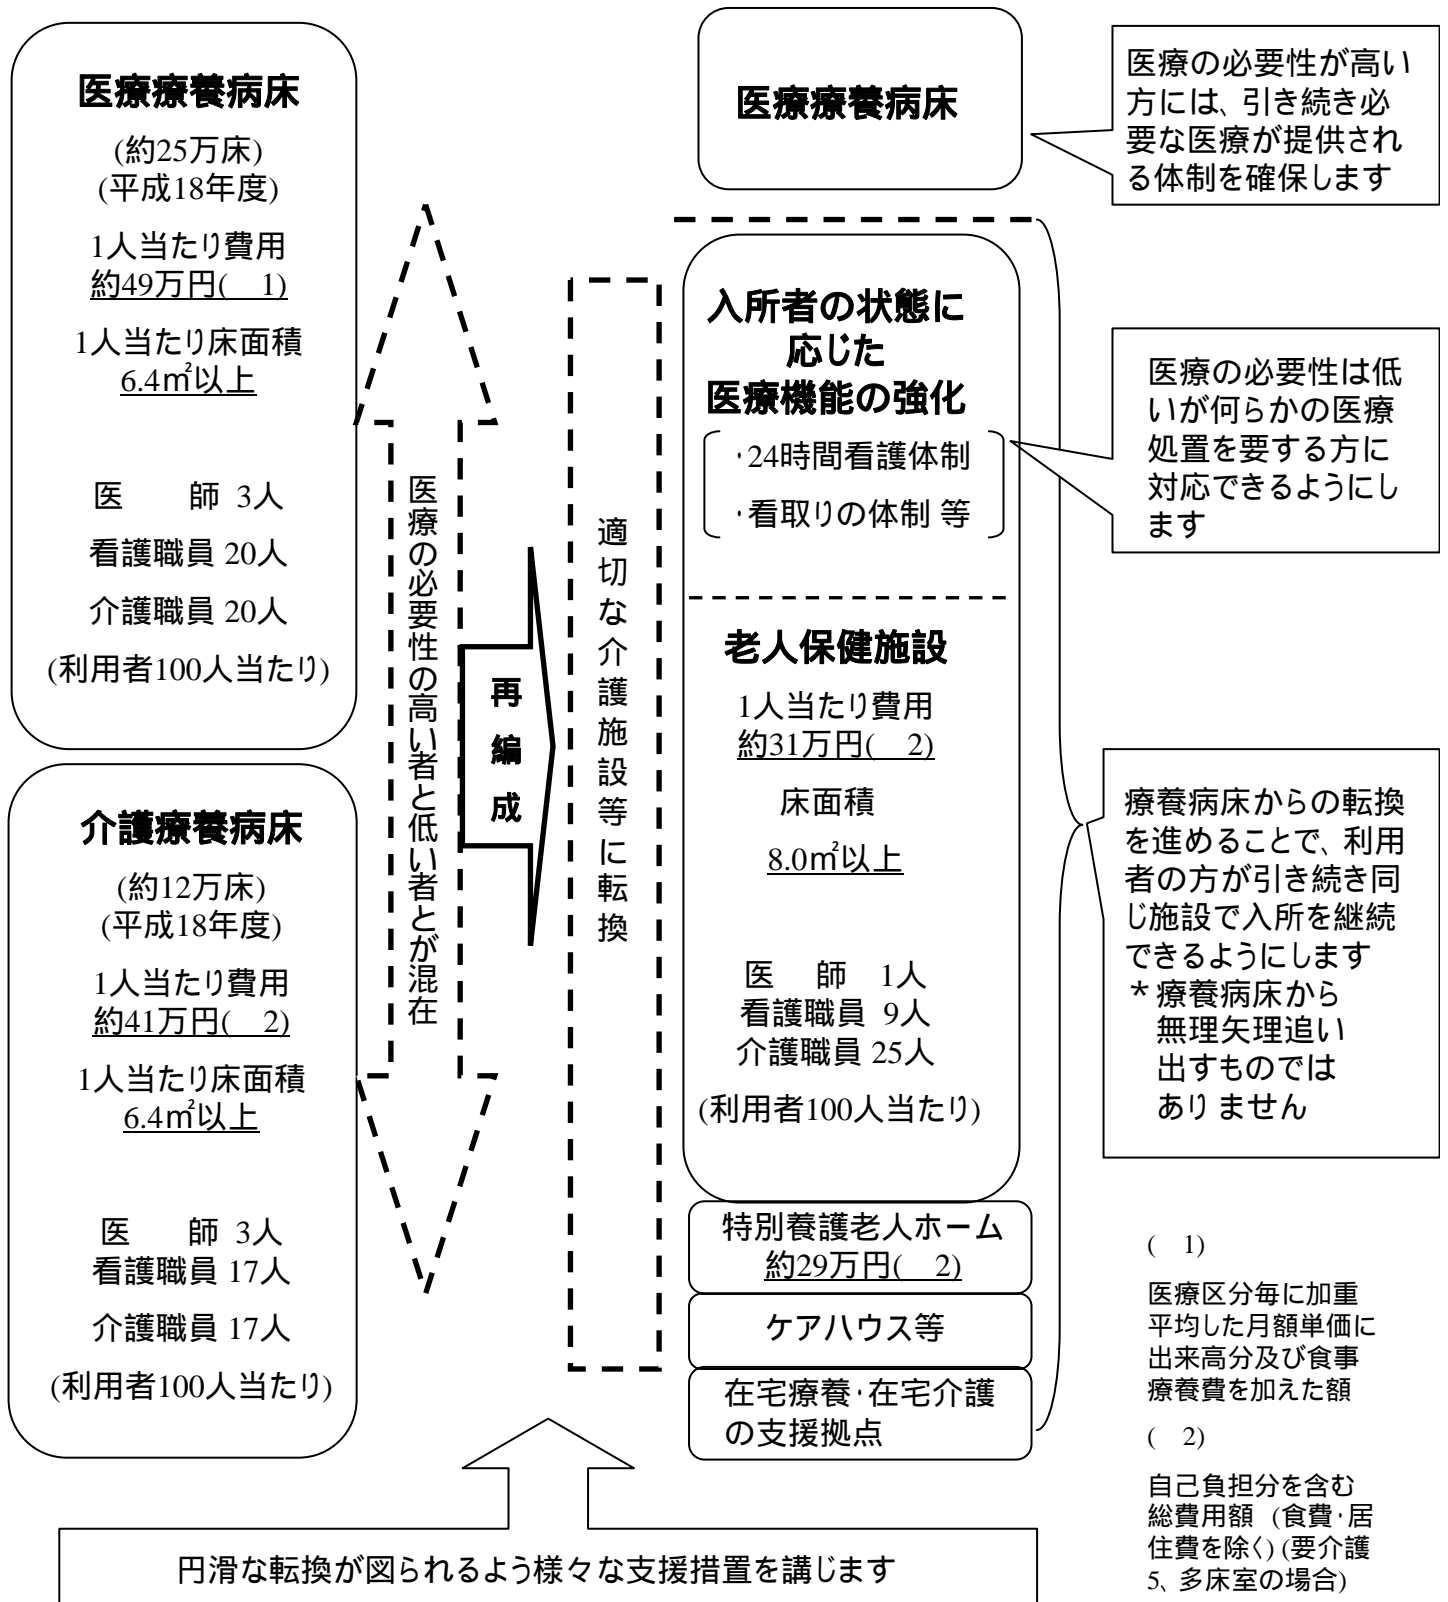 医療療養病床
(約25万床)
(平成18年度)
1人当たり費用
約49万円(　1)
1人当たり床面積
6.4㎡以上
医　師 3人
看護職員 20人
介護職員 20人
(利用者100人当たり)
介護療養病床
(約12万床)
(平成18年度)
1人当たり費用
約41万円(　2)
1人当たり床面積
6.4㎡以上
医　師 3人
看護職員 17人
介護職員 17人
(利用者100人当たり)
医療の必要性の高い者と低い者とが混在
再編成
適切な介護施設等に転換
医療療養病床
入所者の状態に
応じた
医療機能の強化
・24時間看護体制
・看取りの体制 等
老人保健施設
1人当たり費用
約31万円(　2)
床面積
8.0㎡以上
医　師　1人
看護職員 9人
介護職員 25人
(利用者100人当たり)
特別養護老人ホーム
約29万円(　2)
ケアハウス等
在宅療養・在宅介護
の支援拠点
医療の必要性が高い
方には、引き続き必
要な医療が提供され
る体制を確保します
医療の必要性は低
いが何らかの医療
処置を要する方に
対応できるようにし
ます
療養病床からの転換
を進めることで、利用
者の方が引き続き同
じ施設で入所を継続
できるようにします
＊療養病床から
無理矢理追い
出すものでは
ありません
(　1)
医療区分毎に加重
平均した月額単価に
出来高分及び食事
療養費を加えた額
(　2)
自己負担分を含む
総費用額 (食費・居
住費を除く) (要介護
5、多床室の場合)
円滑な転換が図られるよう様々な支援措置を講じます